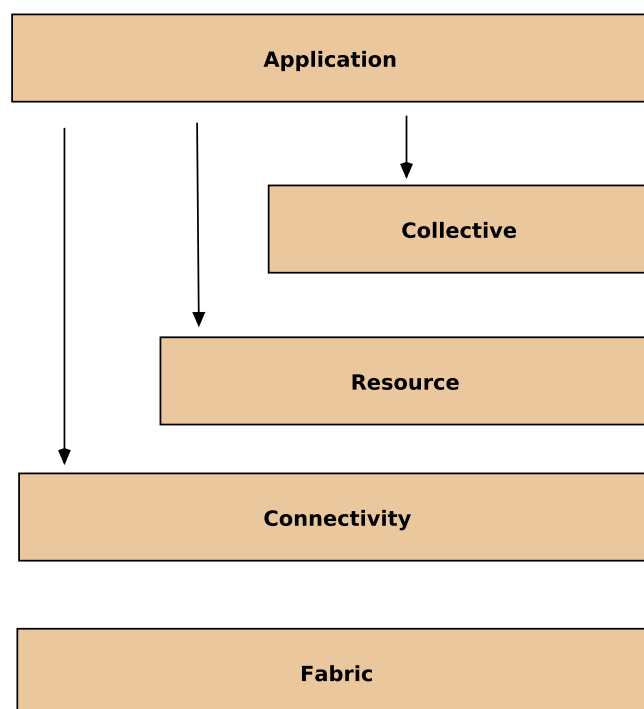 Application
Collective
Resource
Connectivity
Fabric